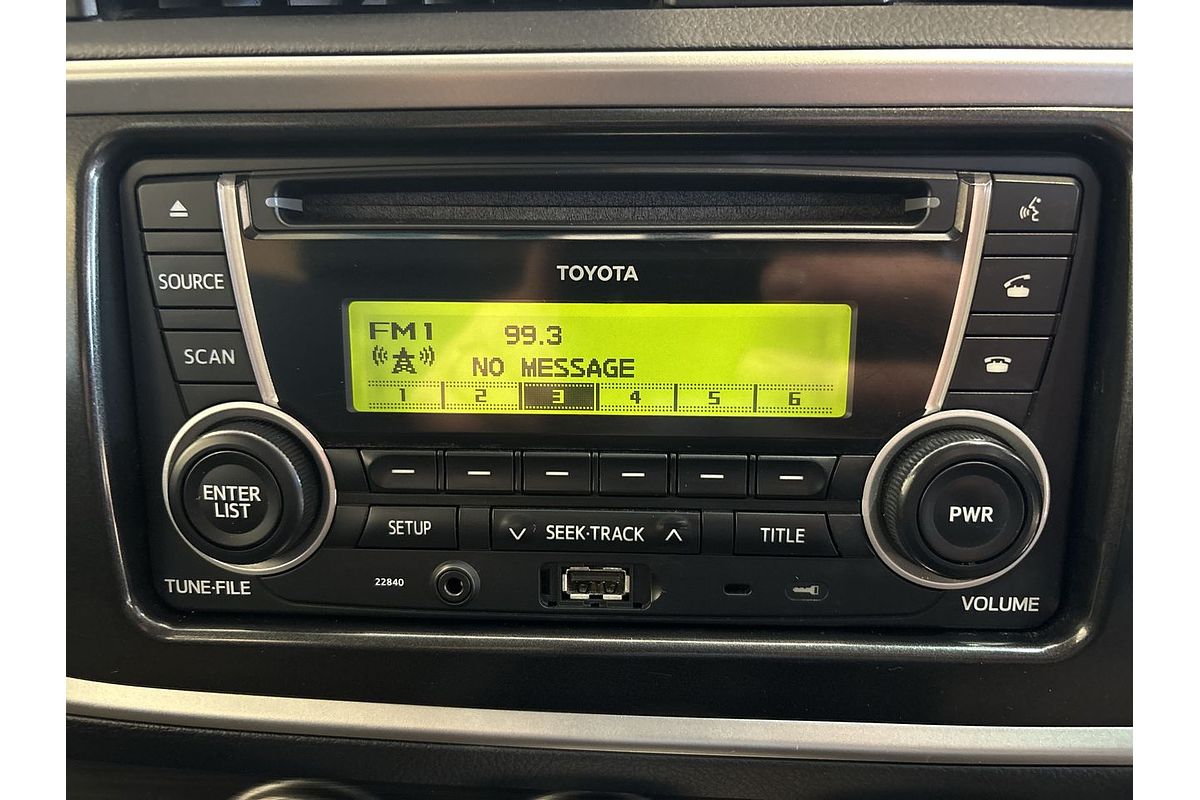 TOYOTA
SOURCE
SCAN
FM1 99.3
NO MESSAGE
1 2 3 4 5 6
ENTER
LIST
PWR
SETUP
SEEK·TRACK
TITLE
22840
TUNE·FILE
VOLUME